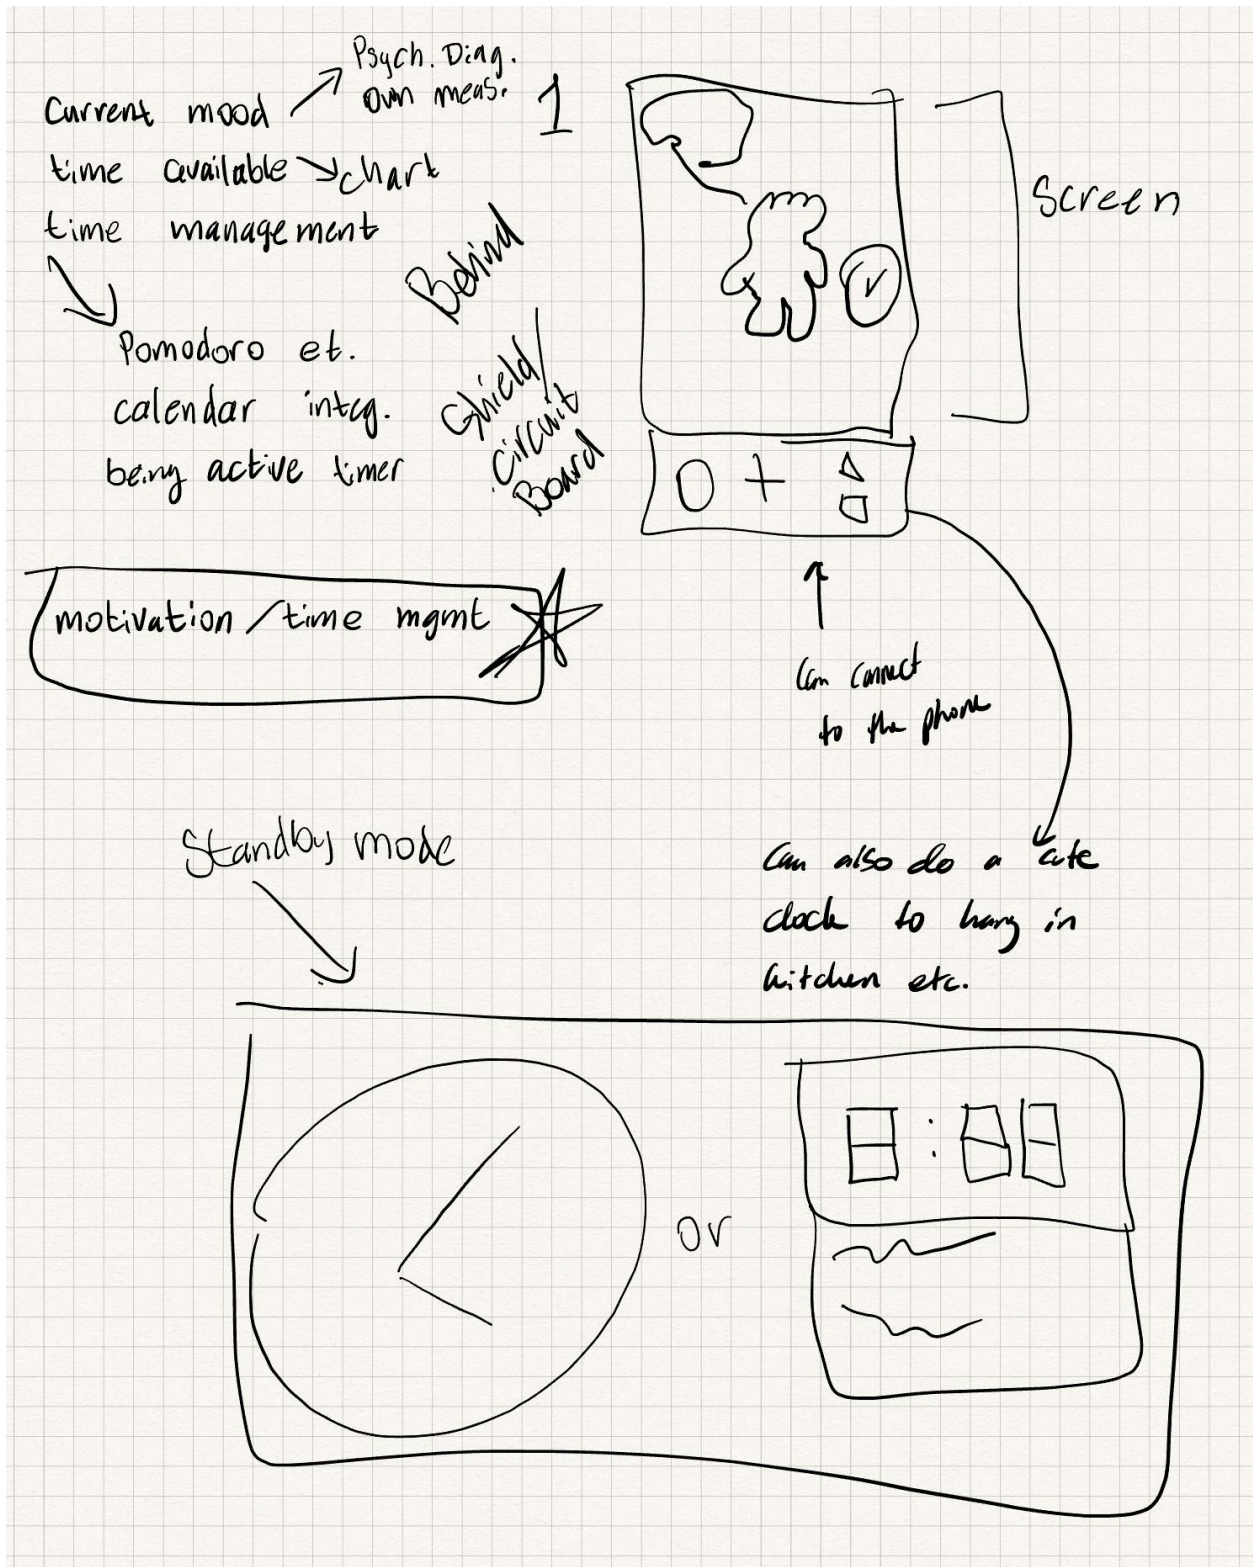 Psych. Diag.
own meas.
Current mood
1
time available
chart
time management
Screen
Behind
Pomodoro et.
Shield/
calendar integ.
circuit
being active timer
Board
motivation / time mgmt
Can connect
to the phone
Standby mode
Can also do a cute
clock to hang in
kitchen etc.
8:88
or